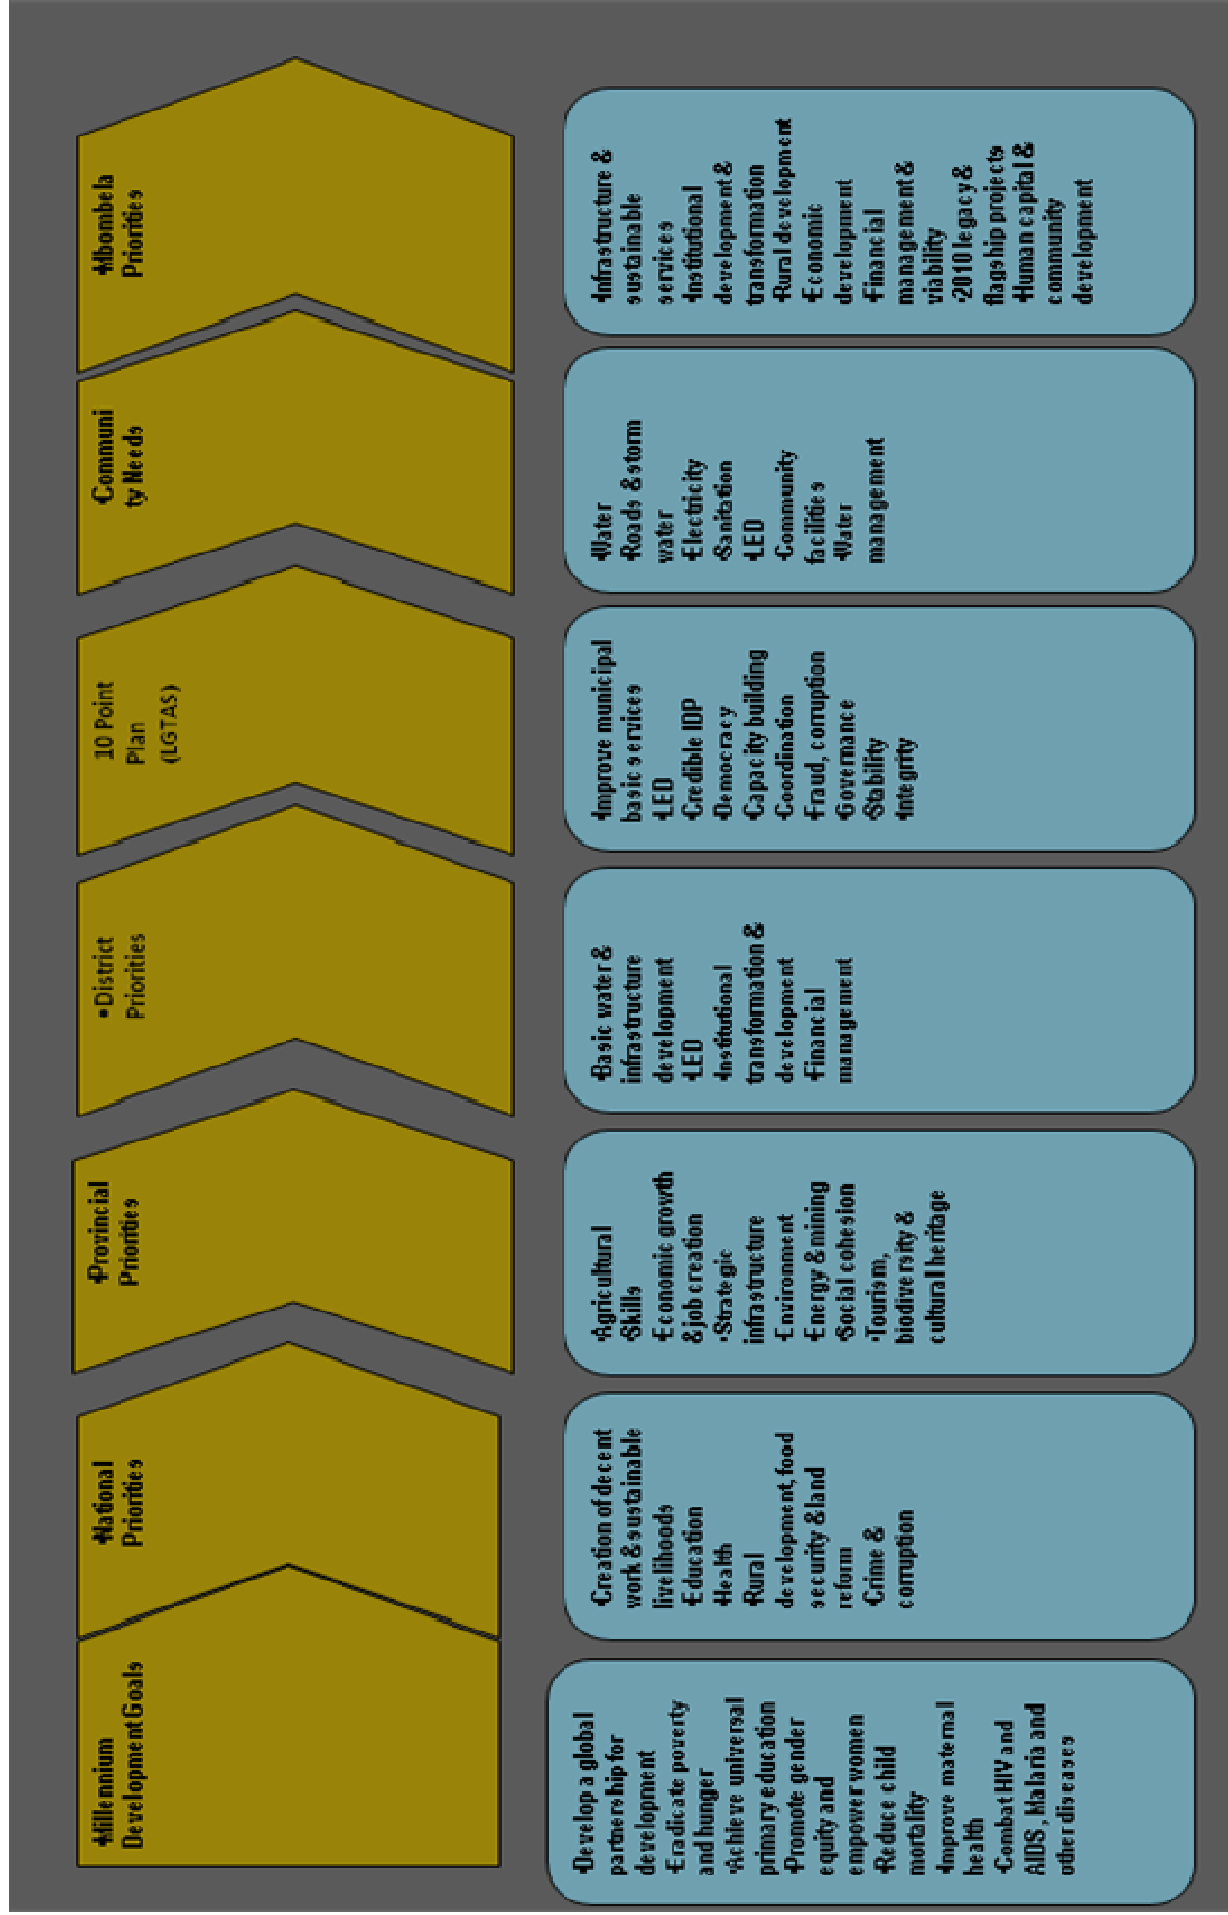 •Millennium
Development Goals
•National
Priorities
•Provincial
Priorities
•District
Priorities
10 Point
Plan
(LGTAS)
•Communi
ty Needs
•Mbombela
Priorities
•Develop a global
partnership for
development
•Eradicate poverty
and hunger
•Achieve universal
primary education
•Promote gender
equity and
empower women
•Reduce child
mortality
•Improve maternal
health
•Combat HIV and
AIDS, Malaria and
other diseases
•Creation of decent
work & sustainable
livelihoods
•Education
•Health
•Rural
development, food
security & land
reform
•Crime &
corruption
•Agricultural
•Skills
•Economic growth
& job creation
•Strategic
infrastructure
•Environment
•Energy & mining
•Social cohesion
•Tourism,
biodiversity &
cultural heritage
•Basic water &
infrastructure
development
•LED
•Institutional
transformation &
development
•Financial
management
•Improve municipal
basic services
•LED
•Credible IDP
•Democracy
•Capacity building
•Coordination
•Fraud, corruption
•Governance
•Stability
•Integrity
•Water
•Roads & storm
water
•Electricity
•Sanitation
•LED
•Community
facilities
•Water
management
•Infrastructure &
sustainable
services
•Institutional
development &
transformation
•Rural development
•Economic
development
•Financial
management &
viability
•2010 legacy &
flagship projects
•Human capital &
community
development